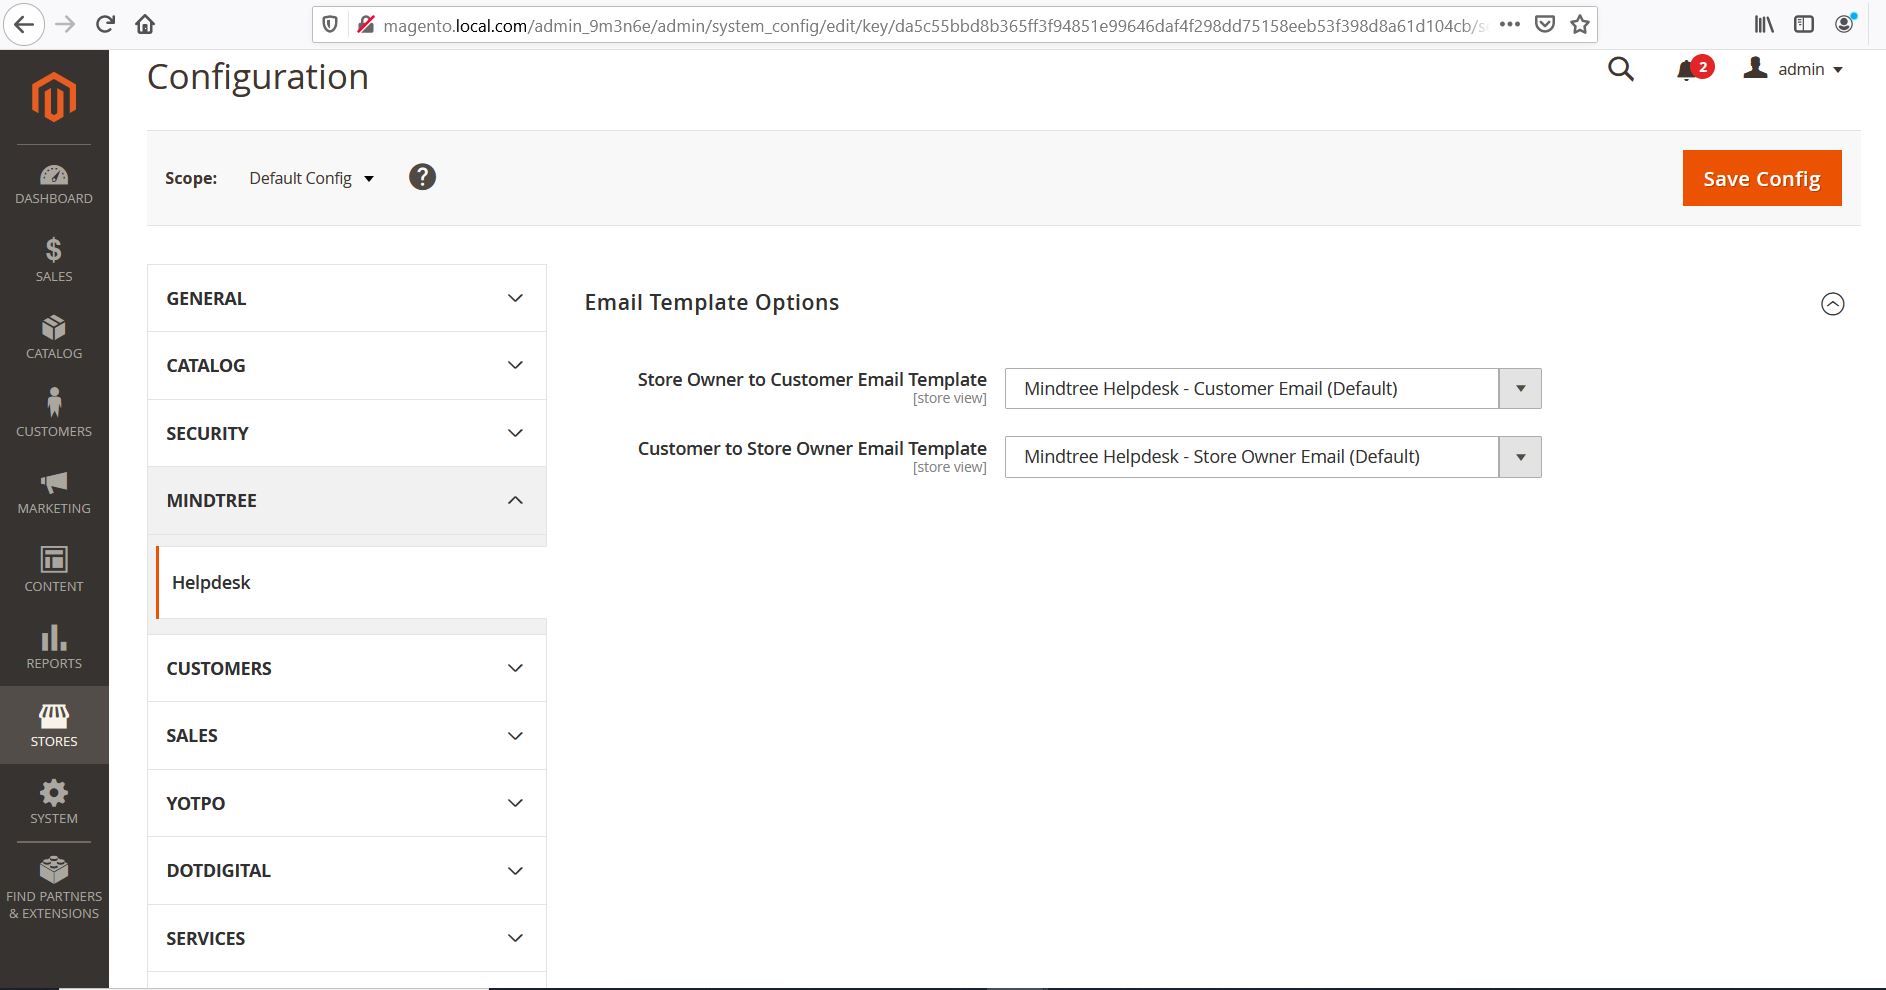 magento.local.com/admin_9m3n6e/admin/system_config/edit/key/da5c55bbd8b365ff3f94851e99646daf4f298dd75158eeb53f398d8a61d104cb/s
Configuration
2
admin
Scope:
Default Config
?
Save Config
DASHBOARD
SALES
CATALOG
CUSTOMERS
MARKETING
CONTENT
REPORTS
STORES
SYSTEM
FIND PARTNERS
& EXTENSIONS
GENERAL
CATALOG
SECURITY
MINDTREE
Helpdesk
CUSTOMERS
SALES
YOTPO
DOTDIGITAL
SERVICES
Email Template Options
Store Owner to Customer Email Template
[store view]
Mindtree Helpdesk - Customer Email (Default)
Customer to Store Owner Email Template
[store view]
Mindtree Helpdesk - Store Owner Email (Default)